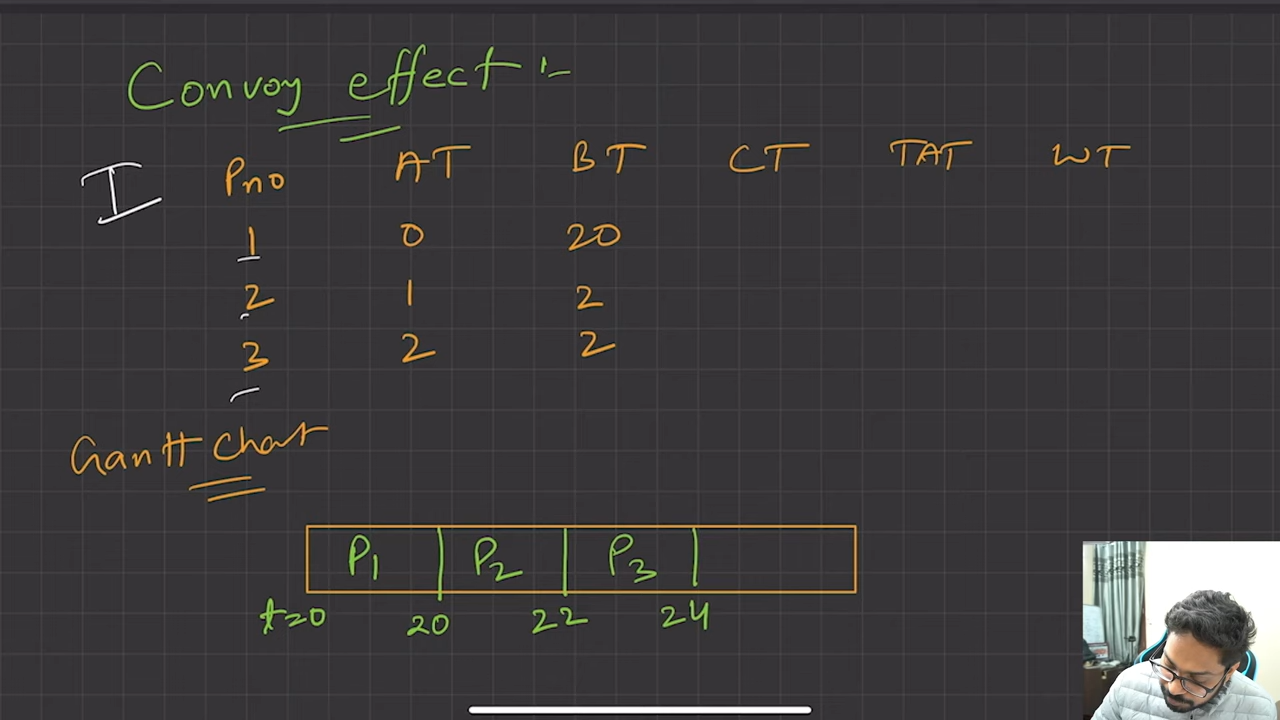 Convoy effect :-
I Pno AT BT CT TAT WT
1 0 20
2 1 2
3 2 2
Gantt Chart
P1 P2 P3
t=0 20 22 24